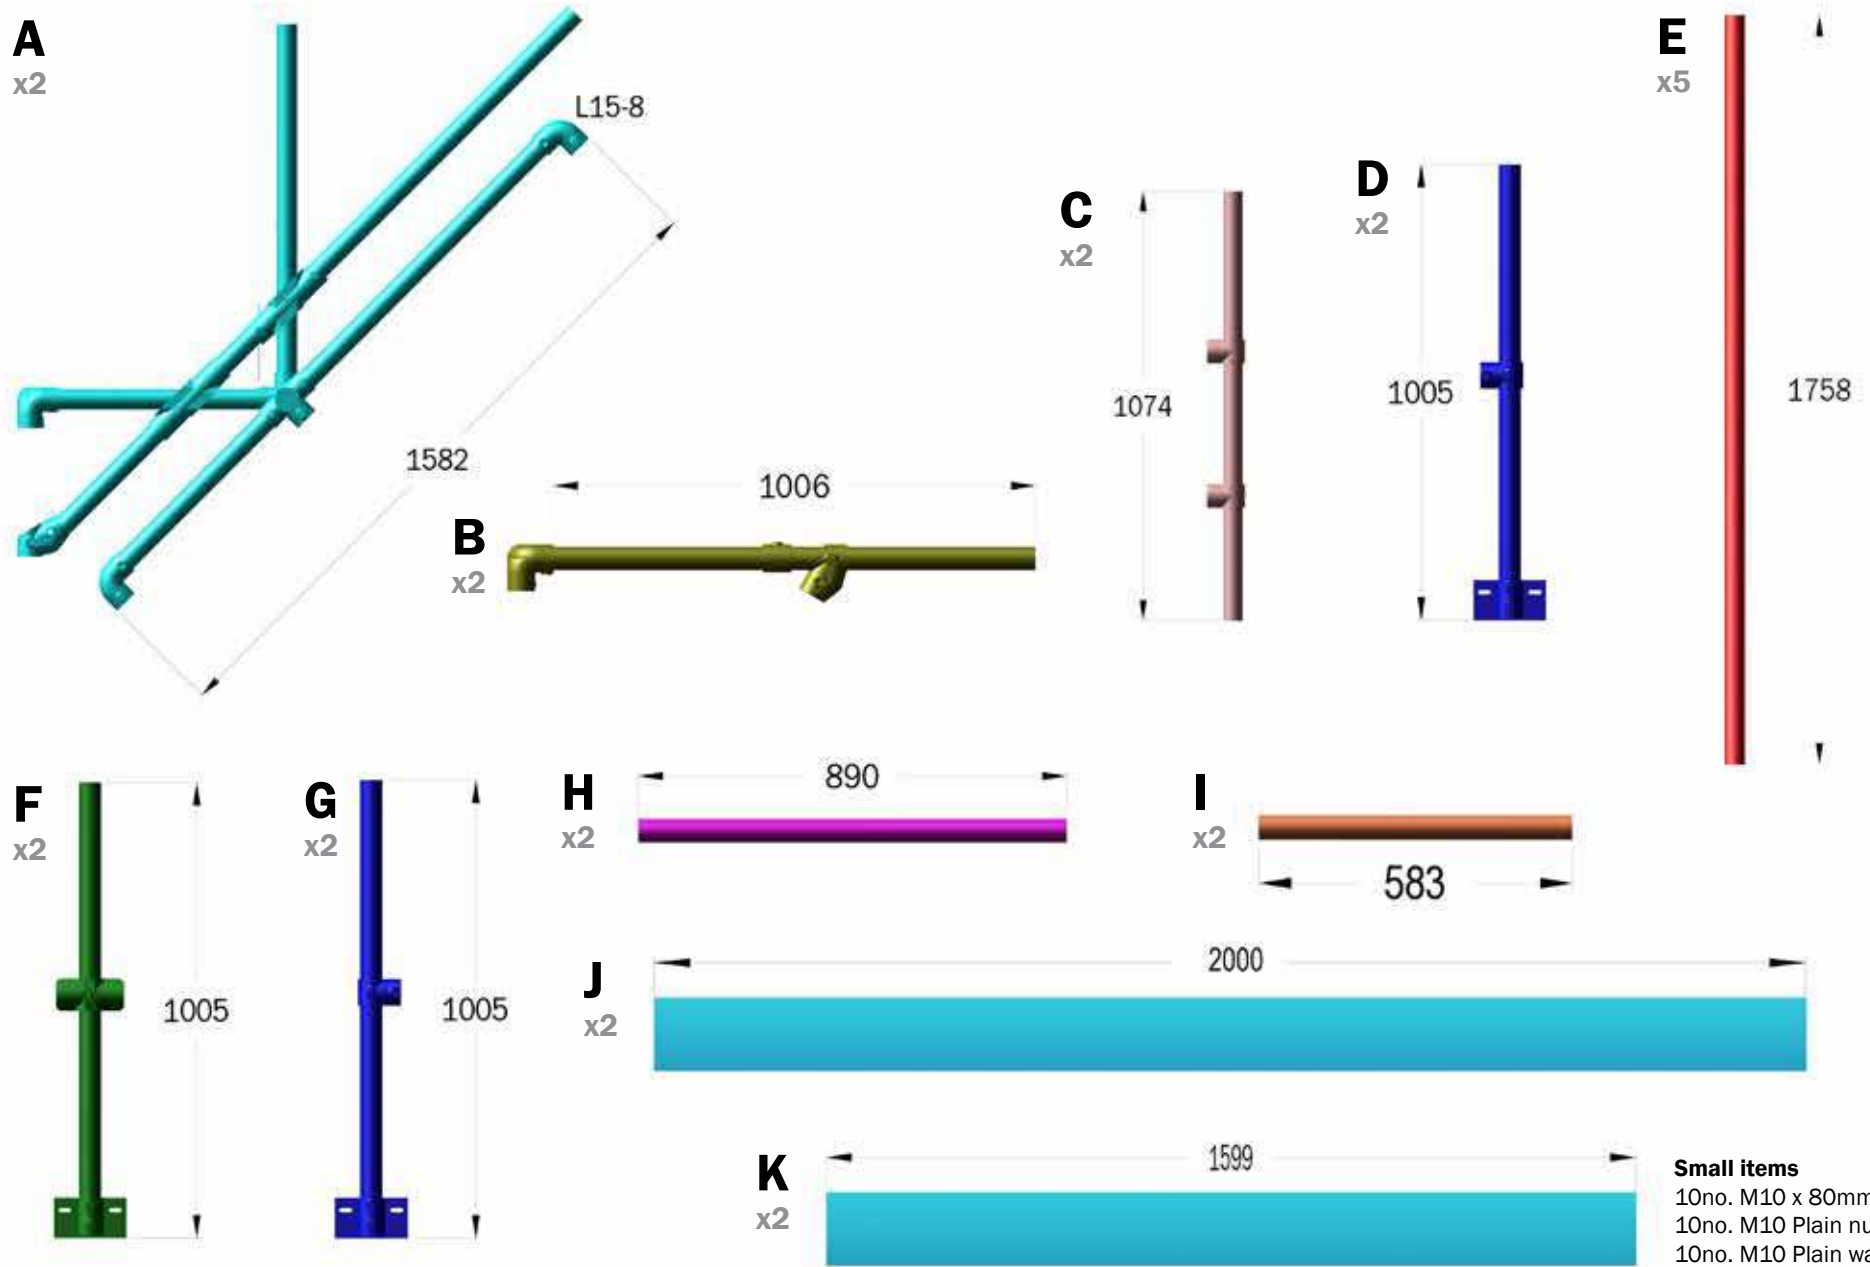 A
x2
L15-8
1582
B
x2
1006
C
x2
1074
D
x2
1005
E
x5
1758
F
x2
1005
G
x2
1005
H
x2
890
I
x2
583
J
x2
2000
K
x2
1599
Small items
10no. M10 x 80mm
10no. M10 Plain
10no. M10 Plain